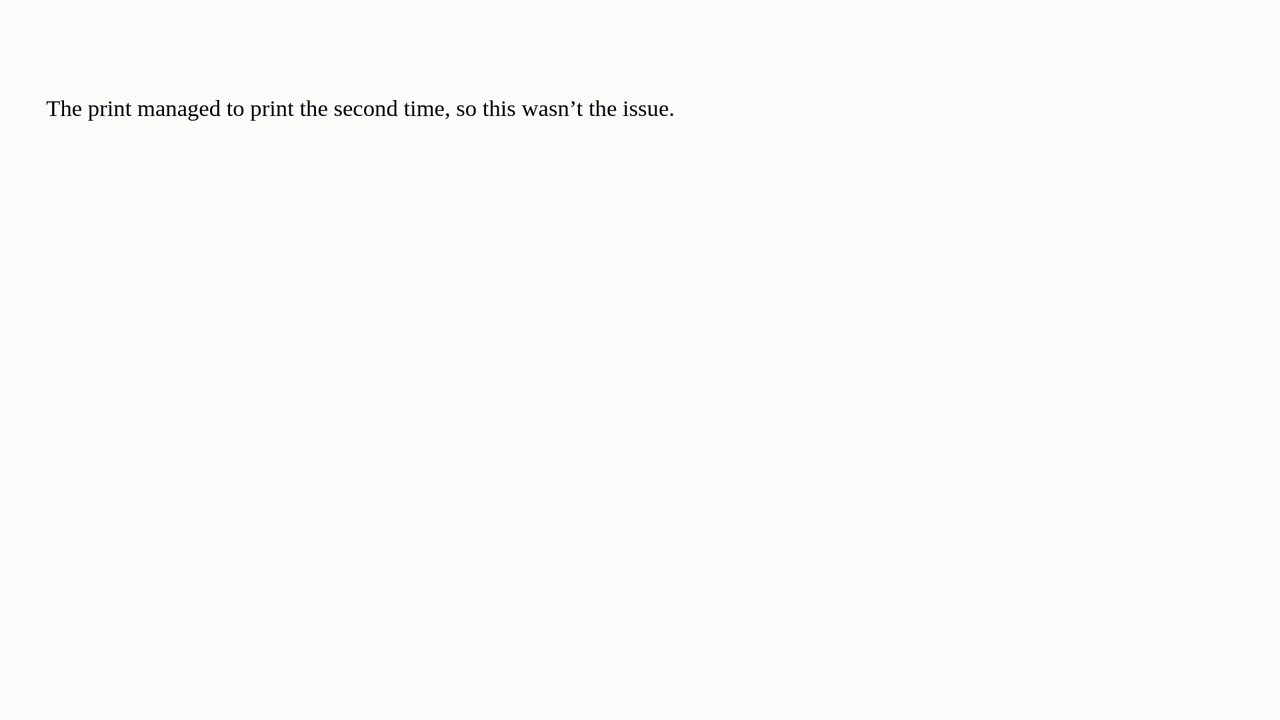 The print managed to print the second time, so this wasn’t the issue.